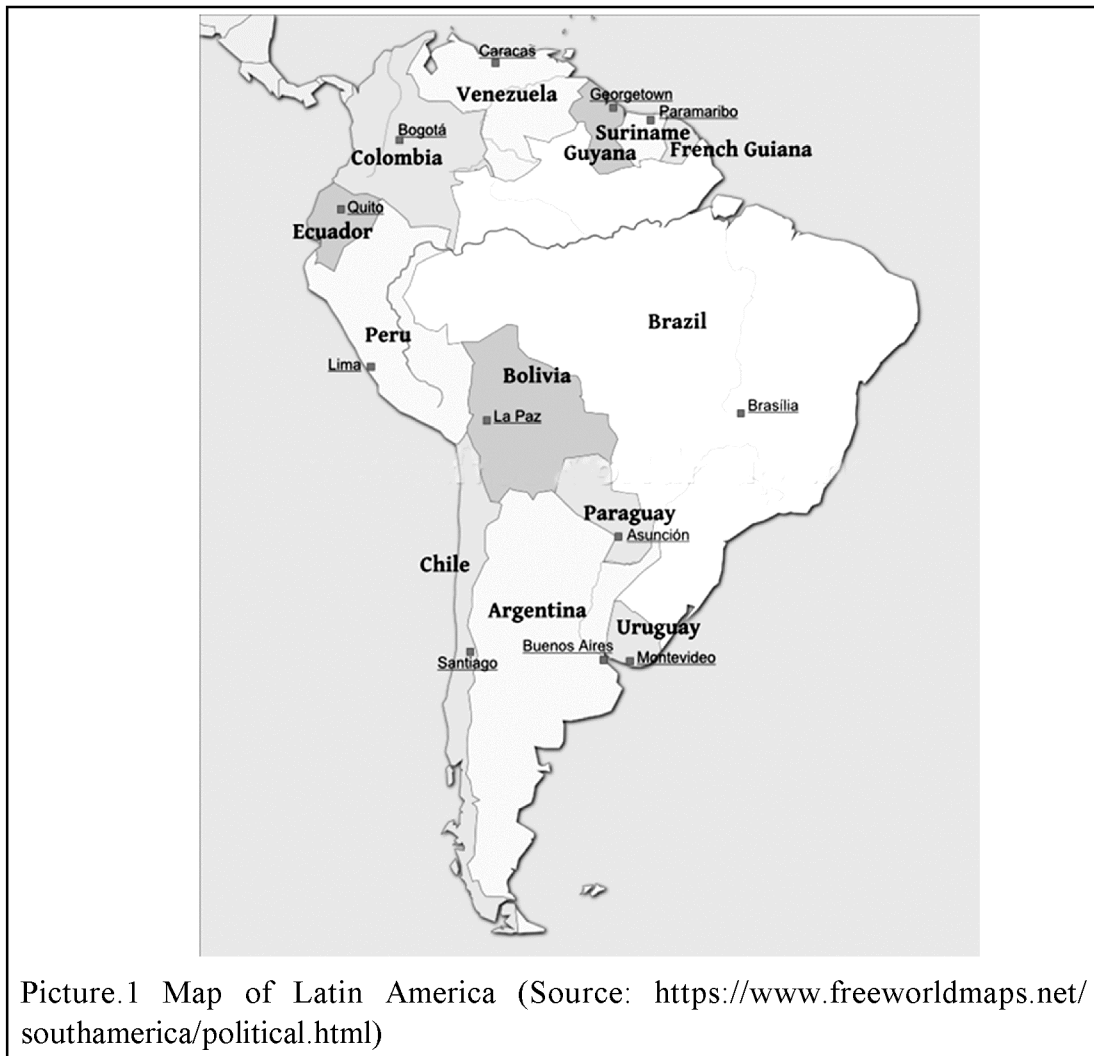 Caracas
Venezuela
Georgetown
Paramaribo
Suriname
Bogotá
Guyana
French Guiana
Colombia
Quito
Ecuador
Brazil
Peru
Lima
Bolivia
Brasília
La Paz
Paraguay
Asunción
Chile
Argentina
Uruguay
Buenos Aires
Montevideo
Santiago
Picture.1 Map of Latin America (Source: https://www.freeworldmaps.net/
southamerica/political.html)